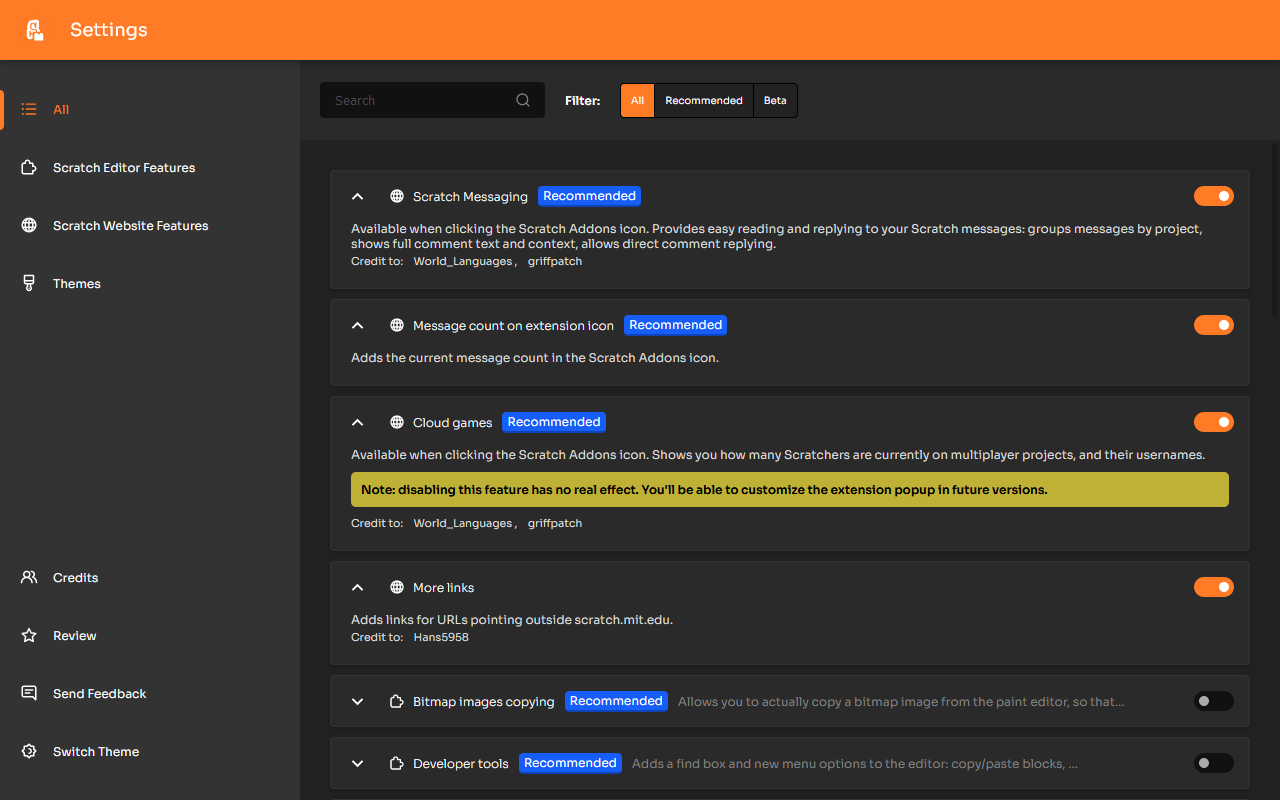 Settings
All
Scratch Editor Features
Scratch Website Features
Themes
Credits
Review
Send Feedback
Switch Theme
Search
Filter:
All
Recommended
Beta
Scratch Messaging
Recommended
Available when clicking the Scratch Addons icon. Provides easy reading and replying to your Scratch messages: groups messages by project,
shows full comment text and context, allows direct comment replying.
Credit to: World_Languages , griffpatch
Message count on extension icon
Recommended
Adds the current message count in the Scratch Addons icon.
Cloud games
Recommended
Available when clicking the Scratch Addons icon. Shows you how many Scratchers are currently on multiplayer projects, and their usernames.
Note: disabling this feature has no real effect. You'll be able to customize the extension popup in future versions.
Credit to: World_Languages , griffpatch
More links
Adds links for URLs pointing outside scratch.mit.edu.
Credit to: Hans5958
Bitmap images copying
Recommended
Allows you to actually copy a bitmap image from the paint editor, so that...
Developer tools
Recommended
Adds a find box and new menu options to the editor: copy/paste blocks, ...